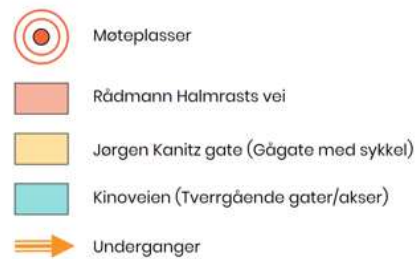 Møteplasser
Rådmann Halmrasts vei
Jørgen Kanitz gate (Gågate med sykkel)
Kinoveien (Tverrgående gater/akser)
Underganger